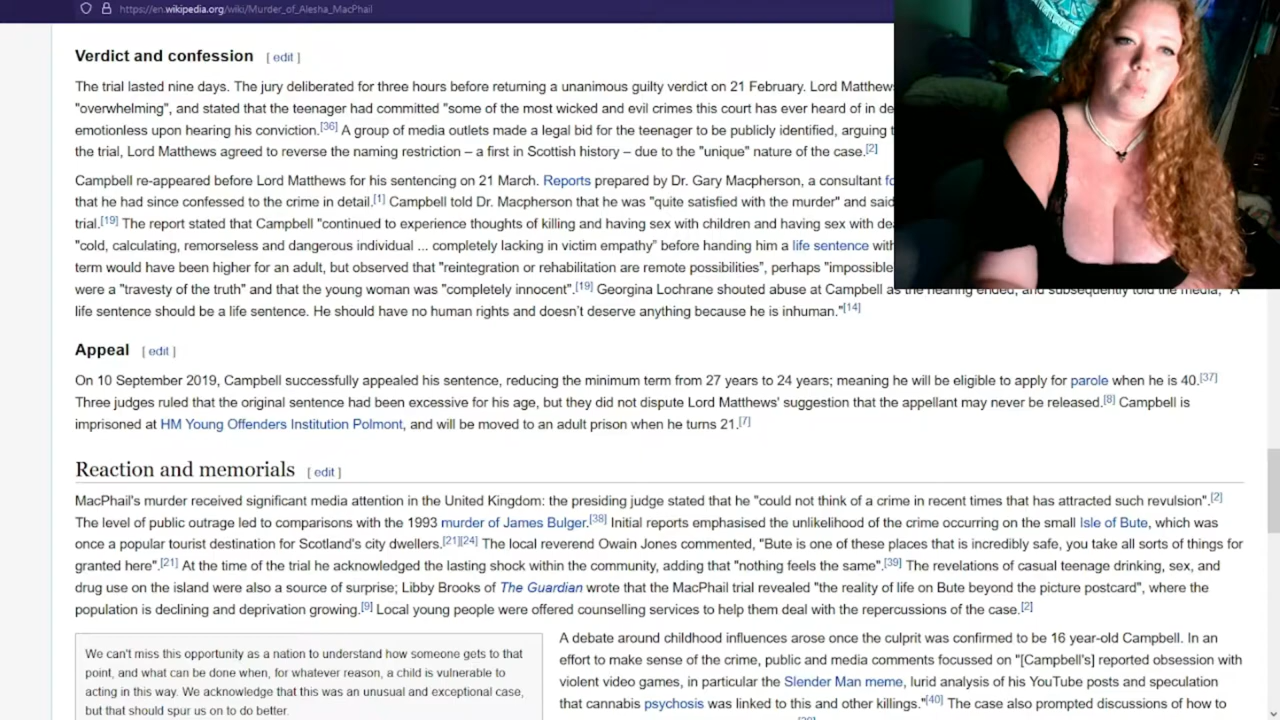 https://en.wikipedia.org/wiki/Murder_of_Alesha_MacPhail
Verdict and confession [ edit ]
The trial lasted nine days. The jury deliberated for three hours before returning a unanimous guilty verdict on 21 February. Lord Matthews
"overwhelming", and stated that the teenager had committed "some of the most wicked and evil crimes this court has ever heard of in de
emotionless upon hearing his conviction.[36] A group of media outlets made a legal bid for the teenager to be publicly identified, arguing t
the trial, Lord Matthews agreed to reverse the naming restriction – a first in Scottish history – due to the "unique" nature of the case.[2]
Campbell re-appeared before Lord Matthews for his sentencing on 21 March. Reports prepared by Dr. Gary Macpherson, a consultant fo
that he had since confessed to the crime in detail.[1] Campbell told Dr. Macpherson that he was "quite satisfied with the murder" and said
trial.[19] The report stated that Campbell "continued to experience thoughts of killing and having sex with children and having sex with de
"cold, calculating, remorseless and dangerous individual ... completely lacking in victim empathy" before handing him a life sentence with
term would have been higher for an adult, but observed that "reintegration or rehabilitation are remote possibilities", perhaps "impossible
were a "travesty of the truth" and that the young woman was "completely innocent".[19] Georgina Lochrane shouted abuse at Campbell as the hearing ended, and subsequently told the media, "A
life sentence should be a life sentence. He should have no human rights and doesn't deserve anything because he is inhuman."[14]
Appeal [ edit ]
On 10 September 2019, Campbell successfully appealed his sentence, reducing the minimum term from 27 years to 24 years; meaning he will be eligible to apply for parole when he is 40.[37]
Three judges ruled that the original sentence had been excessive for his age, but they did not dispute Lord Matthews' suggestion that the appellant may never be released.[8] Campbell is
imprisoned at HM Young Offenders Institution Polmont, and will be moved to an adult prison when he turns 21.[7]
Reaction and memorials [ edit ]
MacPhail's murder received significant media attention in the United Kingdom: the presiding judge stated that he "could not think of a crime in recent times that has attracted such revulsion".[2]
The level of public outrage led to comparisons with the 1993 murder of James Bulger.[38] Initial reports emphasised the unlikelihood of the crime occurring on the small Isle of Bute, which was
once a popular tourist destination for Scotland's city dwellers.[21][24] The local reverend Owain Jones commented, "Bute is one of these places that is incredibly safe, you take all sorts of things for
granted here".[21] At the time of the trial he acknowledged the lasting shock within the community, adding that "nothing feels the same".[39] The revelations of casual teenage drinking, sex, and
drug use on the island were also a source of surprise; Libby Brooks of The Guardian wrote that the MacPhail trial revealed "the reality of life on Bute beyond the picture postcard", where the
population is declining and deprivation growing.[9] Local young people were offered counselling services to help them deal with the repercussions of the case.[2]
We can't miss this opportunity as a nation to understand how someone gets to that
point, and what can be done when, for whatever reason, a child is vulnerable to
acting in this way. We acknowledge that this was an unusual and exceptional case,
but that should spur us on to do better.
A debate around childhood influences arose once the culprit was confirmed to be 16 year-old Campbell. In an
effort to make sense of the crime, public and media comments focussed on "[Campbell's] reported obsession with
violent video games, in particular the Slender Man meme, lurid analysis of his YouTube posts and speculation
that cannabis psychosis was linked to this and other killings."[40] The case also prompted discussions of how to